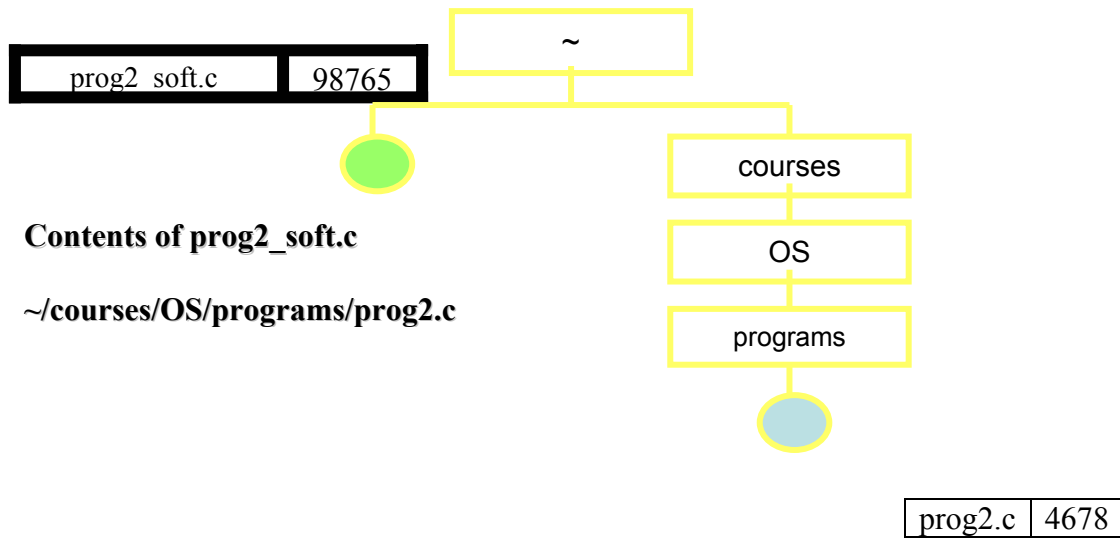 ~
prog2_soft.c 98765
courses
Contents of prog2_soft.c
OS
~/courses/OS/programs/prog2.c
programs
prog2.c 4678